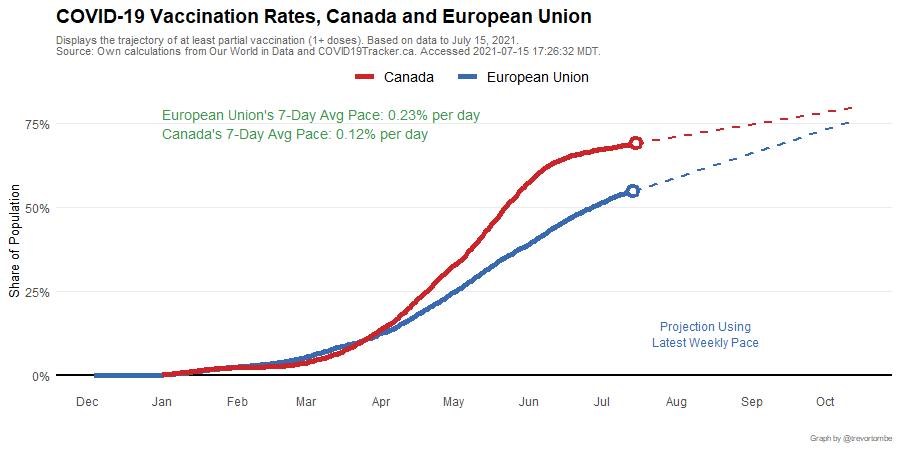 COVID-19 Vaccination Rates, Canada and European Union
Displays the trajectory of at least partial vaccination (1+ doses). Based on data to July 15, 2021.
Source: Own calculations from Our World in Data and COVID19Tracker.ca. Accessed 2021-07-15 17:26:32 MDT.
Canada European Union
European Union's 7-Day Avg Pace: 0.23% per day
Canada's 7-Day Avg Pace: 0.12% per day
75%
50%
25%
0%
Share of Population
Projection Using
Latest Weekly Pace
Dec Jan Feb Mar Apr May Jun Jul Aug Sep Oct
Graph by @trevortombe